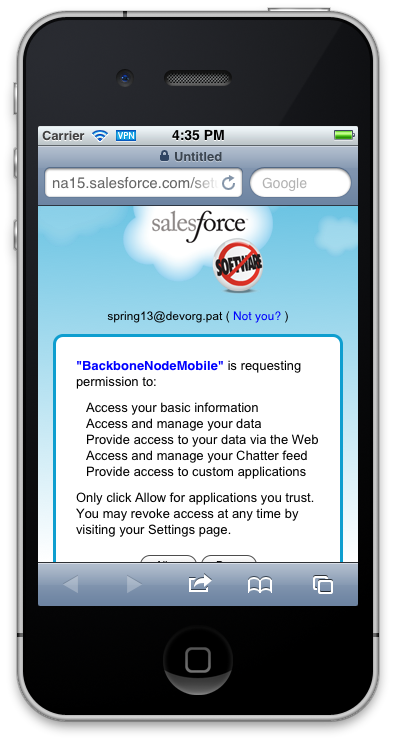 Carrier VPN 4:35 PM
Untitled
na15.salesforce.com/set Google
salesforce
SOFTWARE
spring13@devorg.pat ( Not you? )
"BackboneNodeMobile" is requesting
permission to:
Access your basic information
Access and manage your data
Provide access to your data via the Web
Access and manage your Chatter feed
Provide access to custom applications
Only click Allow for applications you trust.
You may revoke access at any time by
visiting your Settings page.